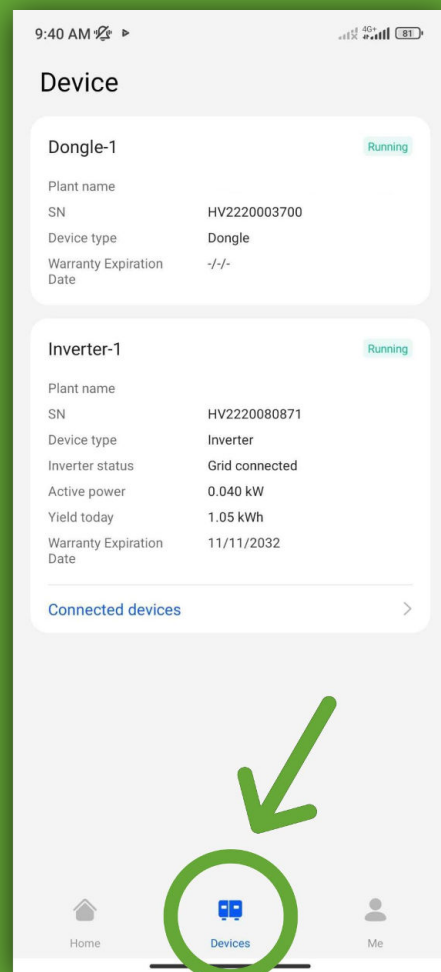 9:40 AM
4G+
81
Device
Dongle-1
Running
Plant name
SN HV2220003700
Device type Dongle
Warranty Expiration Date -/-/-
Inverter-1
Running
Plant name
SN HV2220080871
Device type Inverter
Inverter status Grid connected
Active power 0.040 kW
Yield today 1.05 kWh
Warranty Expiration Date 11/11/2032
Connected devices
Home
Devices
Me